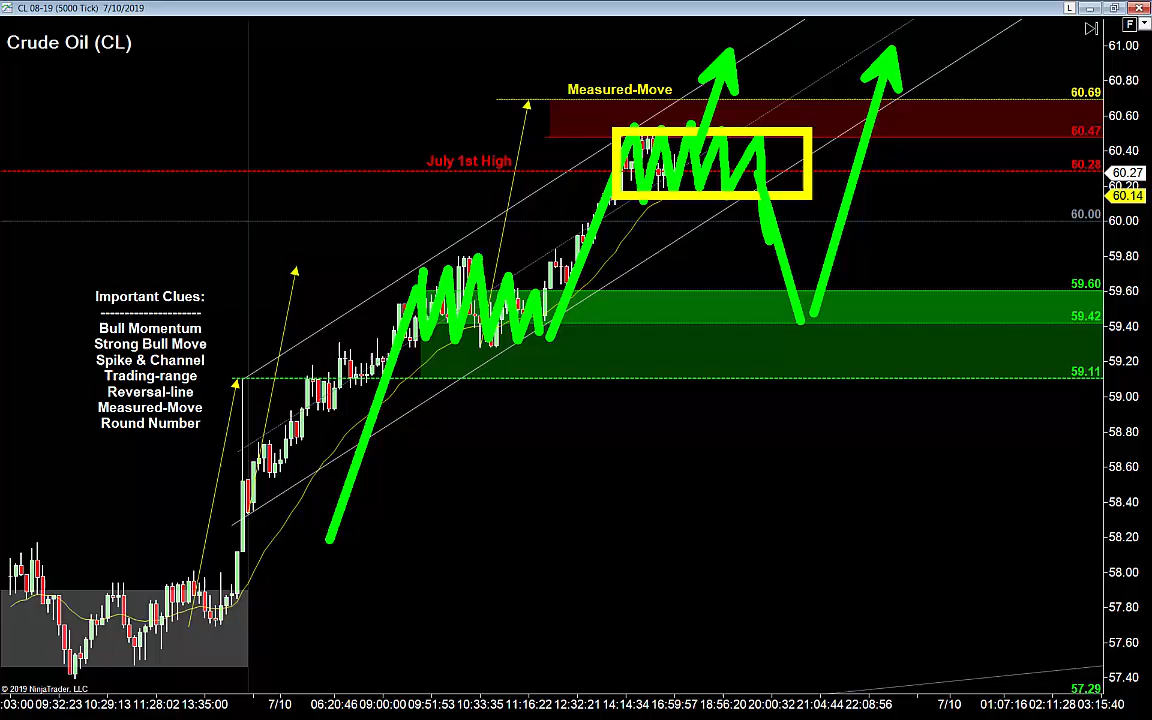 CL 08-19 (5000 Tick) 7/10/2019
L
F
Crude Oil (CL)
Measured-Move
July 1st High
Important Clues:
----------------------
Bull Momentum
Strong Bull Move
Spike & Channel
Trading-range
Reversal-line
Measured-Move
Round Number
60.69
60.47
60.28
60.00
59.60
59.42
59.11
57.29
61.00
60.80
60.60
60.40
60.27
60.20
60.14
60.00
59.80
59.60
59.40
59.20
59.00
58.80
58.60
58.40
58.20
58.00
57.80
57.60
57.40
© 2019 NinjaTrader, LLC
:03:00 09:32:23 10:29:13 11:28:02 13:35:00 7/10 06:20:46 09:00:00 09:51:53 10:33:35 11:16:22 12:32:21 14:14:34 16:59:57 18:56:20 20:00:32 21:04:44 22:08:56 7/10 01:07:16 02:11:28 03:15:40